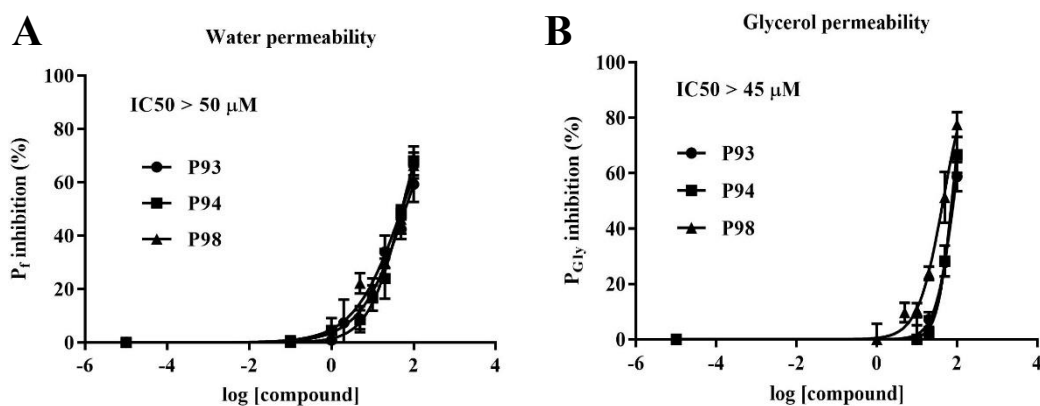 A
Water permeability
100
80
60
40
20
0
-6
-4
-2
0
2
4
P_f inhibition (%)
log [compound]
IC50 > 50 μM
P93
P94
P98
B
Glycerol permeability
100
80
60
40
20
0
-6
-4
-2
0
2
4
P_Gly inhibition (%)
log [compound]
IC50 > 45 μM
P93
P94
P98